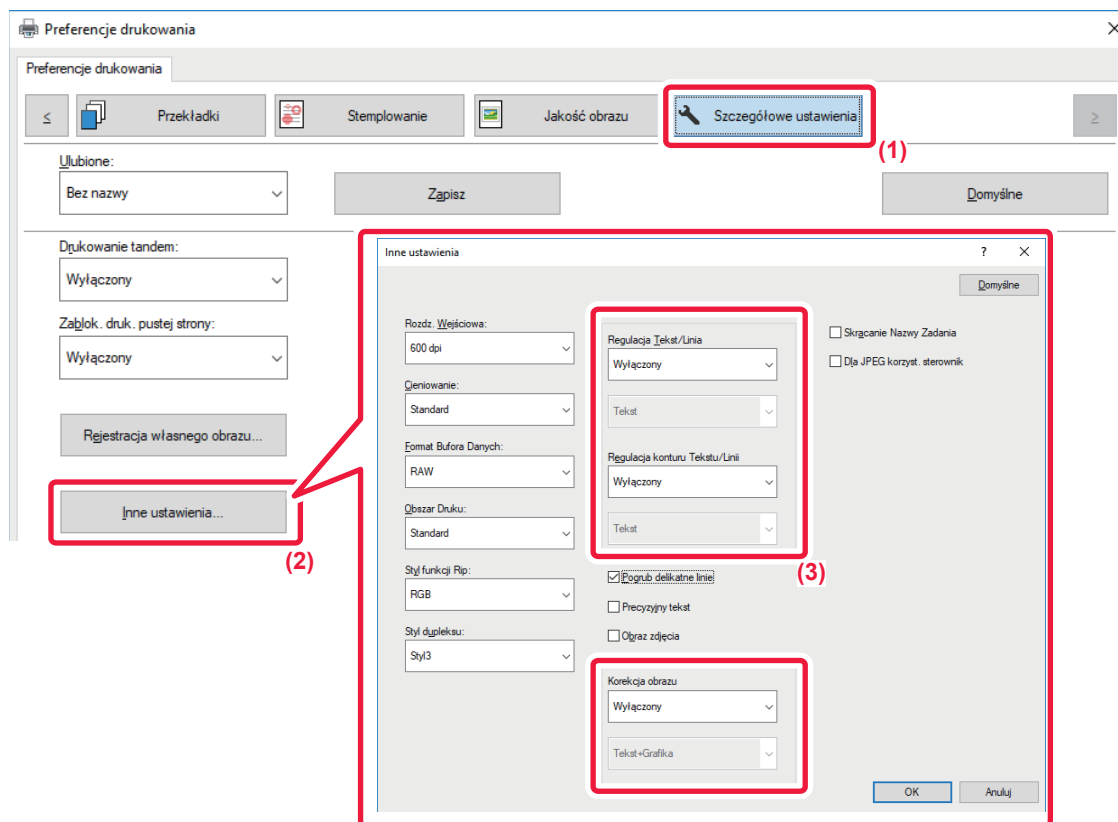 Preferencje drukowania
Preferencje drukowania
<
Przekładki
Stemplowanie
Jakość obrazu
Szczegółowe ustawienia
>
(1)
Ulubione:
Bez nazwy
Zapisz
Domyślne
Drukowanie tandem:
Wyłączony
Zablok. druk. pustej strony:
Wyłączony
Rejestracja własnego obrazu...
Inne ustawienia...
(2)
Inne ustawienia
?
Domyślne
Rozdz. Wejściowa:
600 dpi
Cieniowanie:
Standard
Format Bufora Danych:
RAW
Obszar Druku:
Standard
Styl funkcji Rip:
RGB
Styl dupleksu:
Styl3
Regulacja Tekst/Linia
Wyłączony
Tekst
Regulacja konturu Tekstu/Linii
Wyłączony
Tekst
(3)
Pogrub delikatne linie
Precyzyjny tekst
Obraz zdjęcia
Korekcja obrazu
Wyłączony
Tekst+Grafika
Skrącanie Nazwy Zadania
Dla JPEG korzyst. sterownik
OK
Anuluj